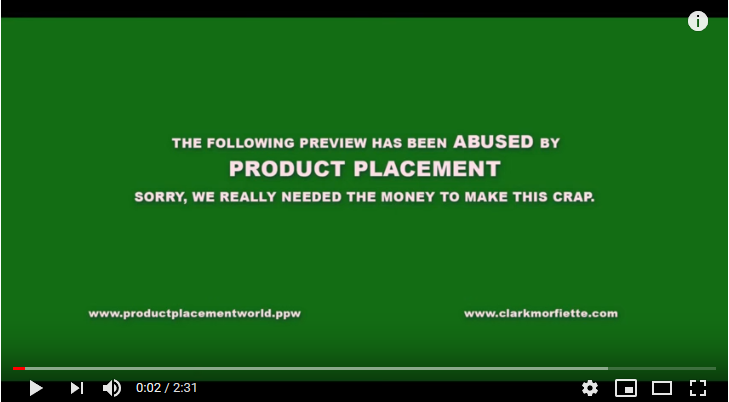 THE FOLLOWING PREVIEW HAS BEEN ABUSED BY
PRODUCT PLACEMENT
SORRY, WE REALLY NEEDED THE MONEY TO MAKE THIS CRAP.
www.productplacementworld.ppw www.clarkmorfiette.com
0:02 / 2:31